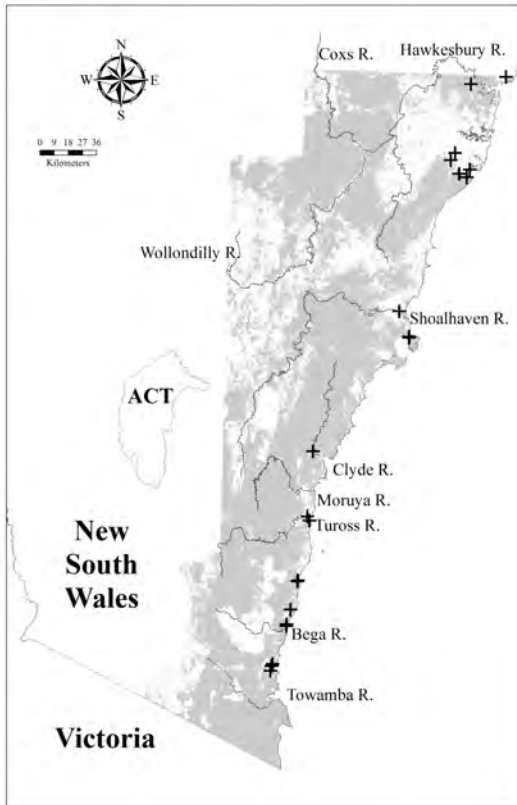 N
W E
S
0 9 18 27 36
Kilometers
Coxs R.
Hawkesbury R.
Wollondilly R.
Shoalhaven R.
ACT
Clyde R.
Moruya R.
Tuross R.
New
South
Wales
Bega R.
Towamba R.
Victoria